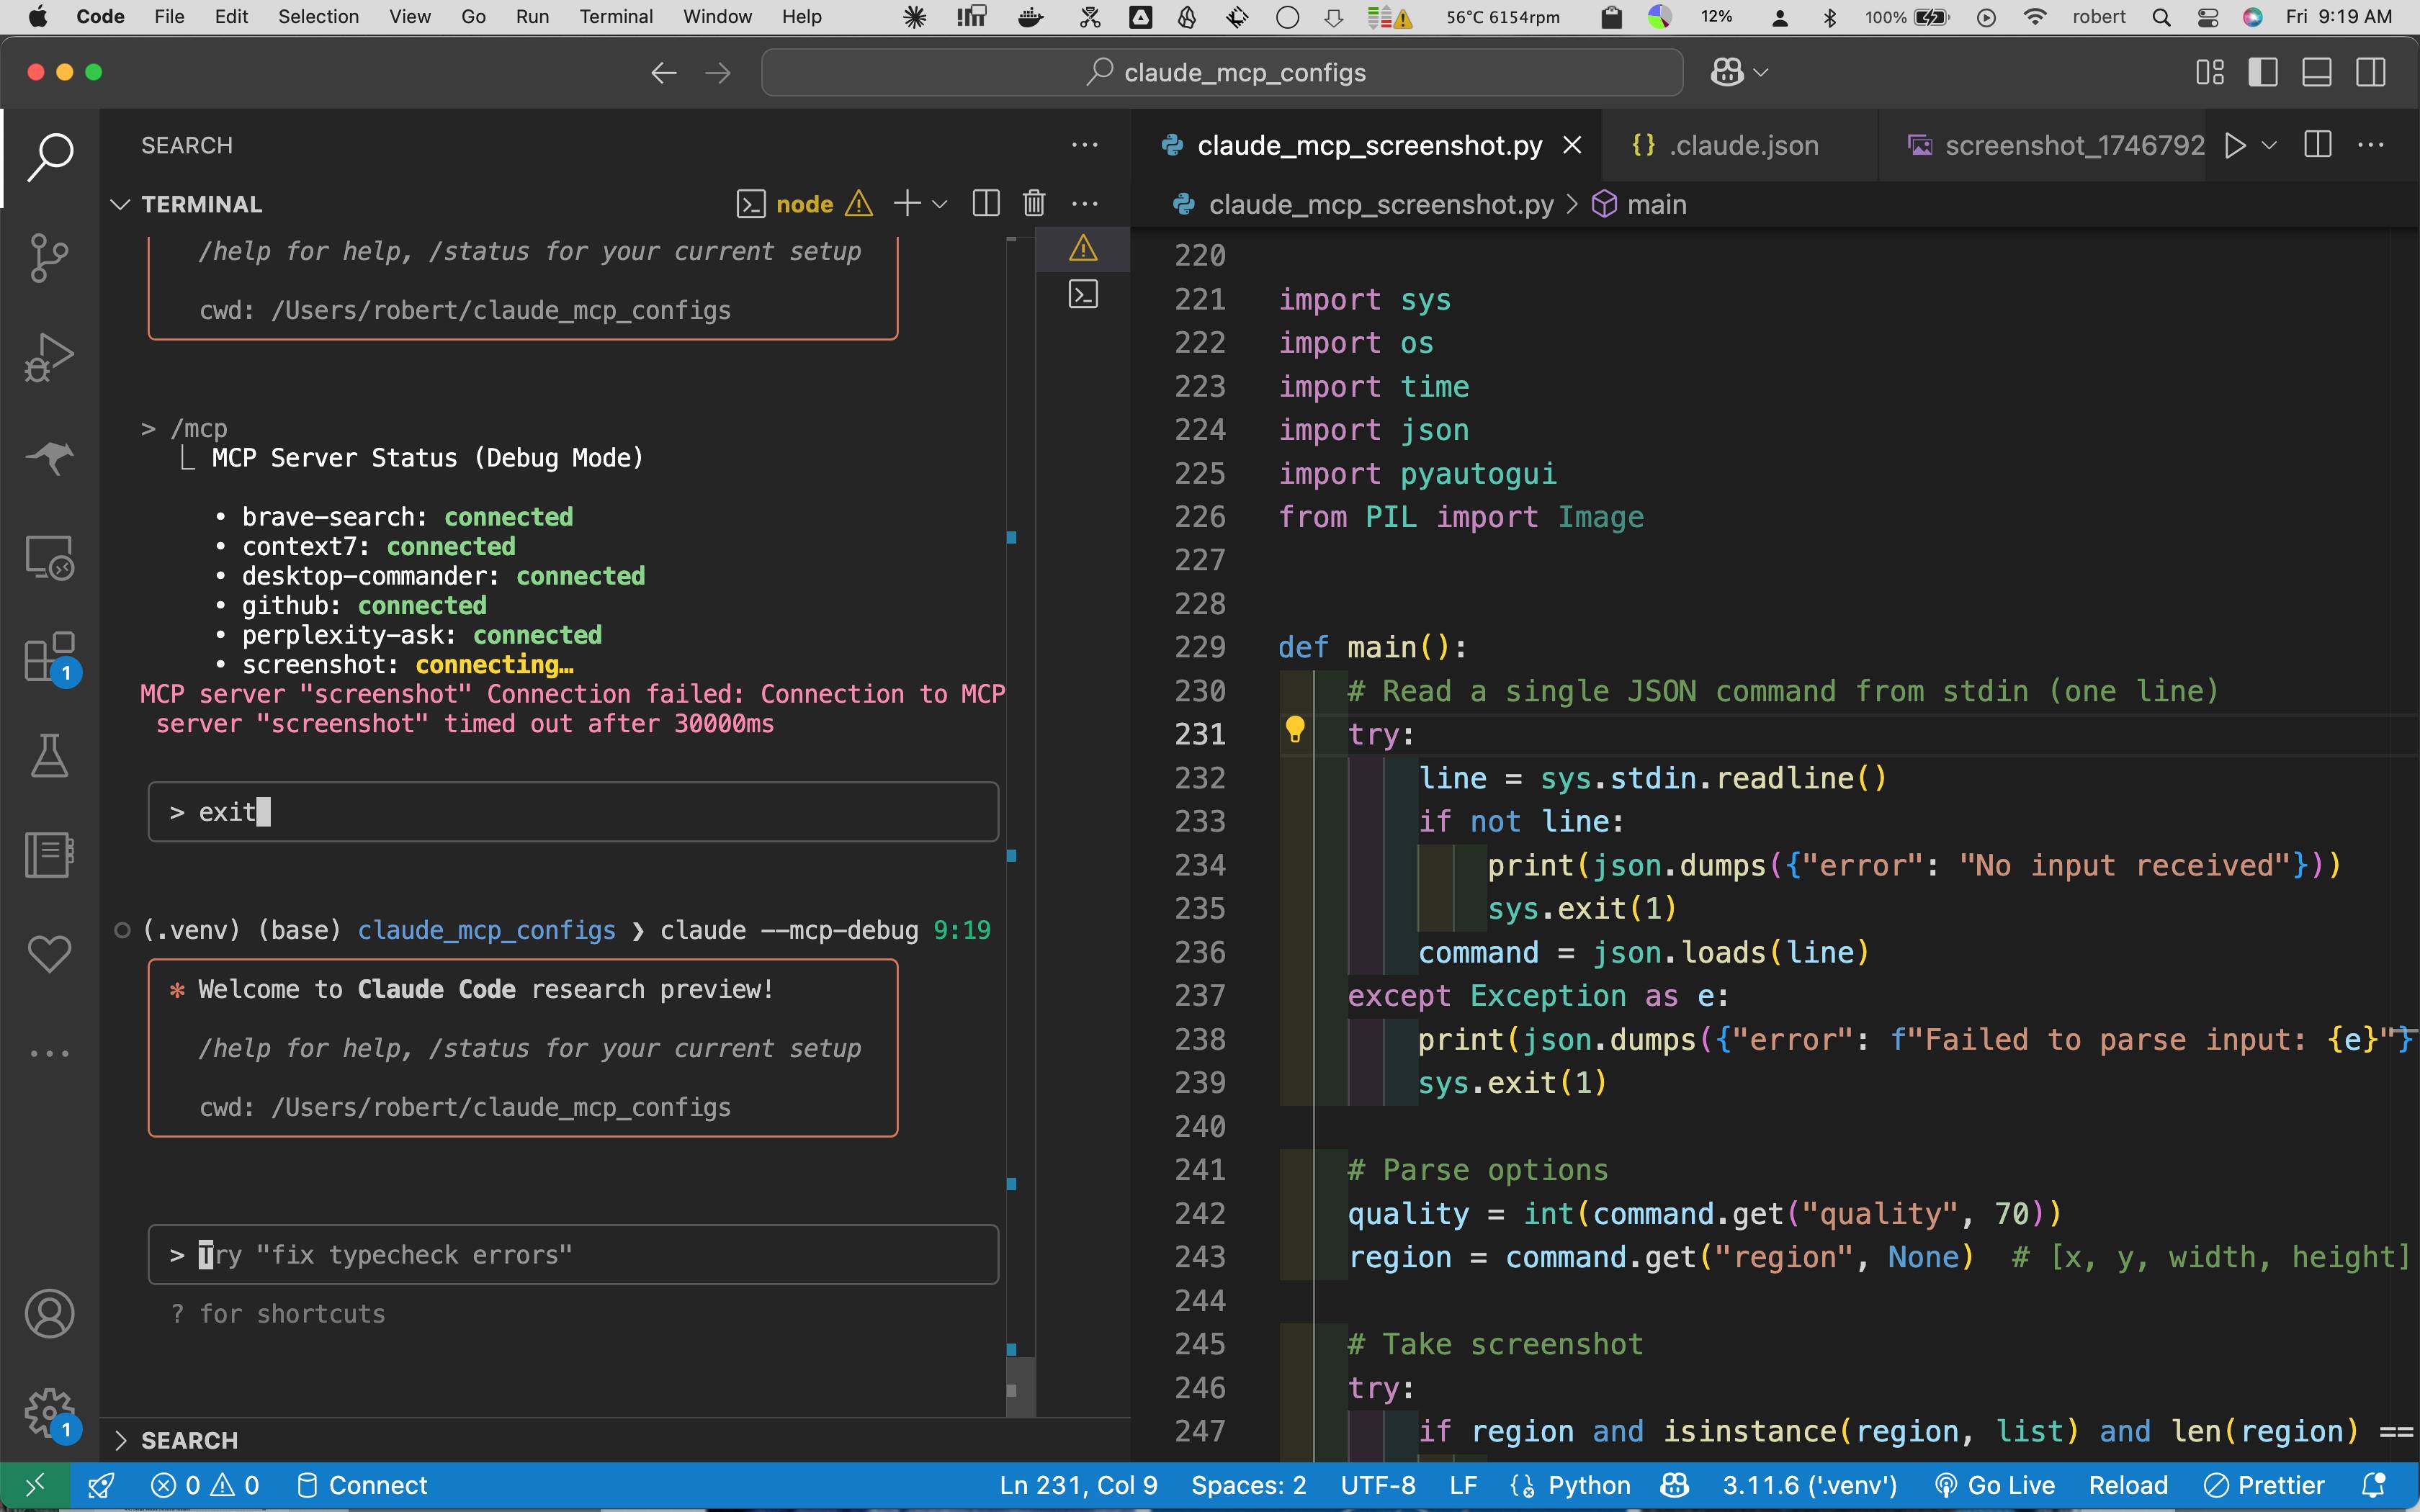 Code File Edit Selection View Go Run Terminal Window Help 56°C 6154rpm 12% 100% robert Fri 9:19 AM
claude_mcp_configs
SEARCH
TERMINAL
node
/help for help, /status for your current setup
cwd: /Users/robert/claude_mcp_configs
> /mcp
⎿ MCP Server Status (Debug Mode)
• brave-search: connected
• context7: connected
• desktop-commander: connected
• github: connected
• perplexity-ask: connected
• screenshot: connecting…
MCP server "screenshot" Connection failed: Connection to MCP
server "screenshot" timed out after 30000ms
> exit
(.venv) (base) claude_mcp_configs ❯ claude --mcp-debug 9:19
✻ Welcome to Claude Code research preview!
/help for help, /status for your current setup
cwd: /Users/robert/claude_mcp_configs
> Try "fix typecheck errors"
? for shortcuts
SEARCH
1
1
claude_mcp_screenshot.py {} .claude.json screenshot_1746792
claude_mcp_screenshot.py > main
220
221 import sys
222 import os
223 import time
224 import json
225 import pyautogui
226 from PIL import Image
227
228
229 def main():
230 # Read a single JSON command from stdin (one line)
231 try:
232 line = sys.stdin.readline()
233 if not line:
234 print(json.dumps({"error": "No input received"}))
235 sys.exit(1)
236 command = json.loads(line)
237 except Exception as e:
238 print(json.dumps({"error": f"Failed to parse input: {e}"}
239 sys.exit(1)
240
241 # Parse options
242 quality = int(command.get("quality", 70))
243 region = command.get("region", None) # [x, y, width, height]
244
245 # Take screenshot
246 try:
247 if region and isinstance(region, list) and len(region) ==
0 0 Connect Ln 231, Col 9 Spaces: 2 UTF-8 LF Python 3.11.6 ('.venv') Go Live Reload Prettier